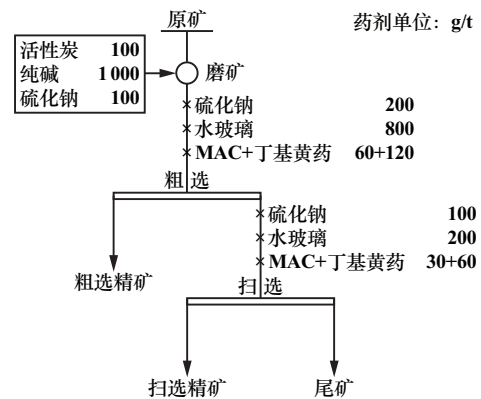 原矿
药剂单位：g/t
活性炭 100
纯碱 1 000
硫化钠 100
磨矿
硫化钠 200
水玻璃 800
MAC+丁基黄药 60+120
粗选
硫化钠 100
水玻璃 200
MAC+丁基黄药 30+60
粗选精矿
扫选
扫选精矿
尾矿